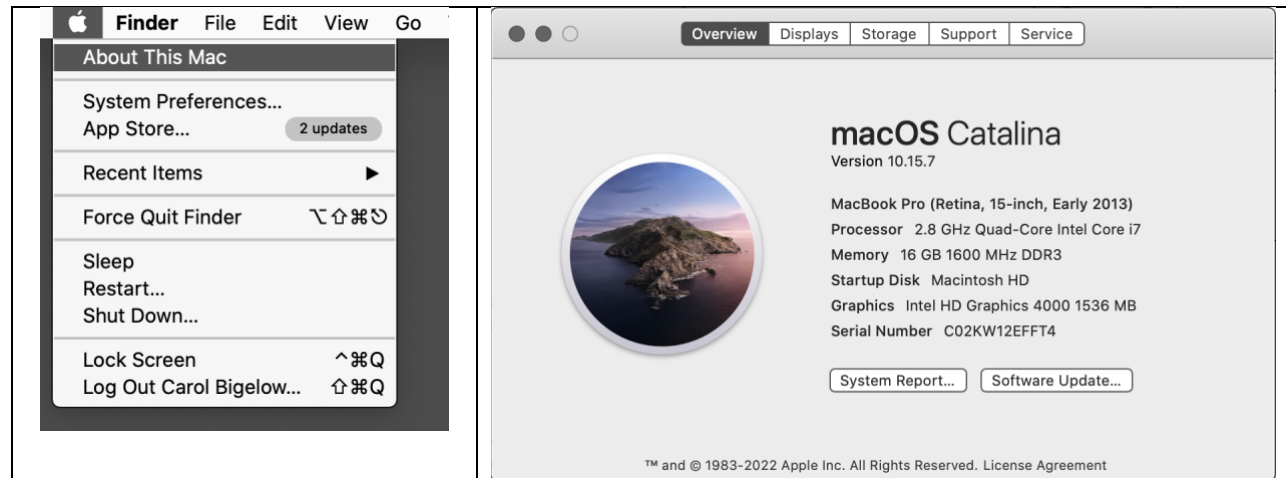 Finder File Edit View Go
About This Mac
System Preferences...
App Store... 2 updates
Recent Items ▶
Force Quit Finder ⌥⇧⌘⎋
Sleep
Restart...
Shut Down...
Lock Screen ^⌘Q
Log Out Carol Bigelow... ⇧⌘Q
Overview Displays Storage Support Service
macOS Catalina
Version 10.15.7
MacBook Pro (Retina, 15-inch, Early 2013)
Processor 2.8 GHz Quad-Core Intel Core i7
Memory 16 GB 1600 MHz DDR3
Startup Disk Macintosh HD
Graphics Intel HD Graphics 4000 1536 MB
Serial Number C02KW12EFFT4
System Report... Software Update...
™ and © 1983-2022 Apple Inc. All Rights Reserved. License Agreement